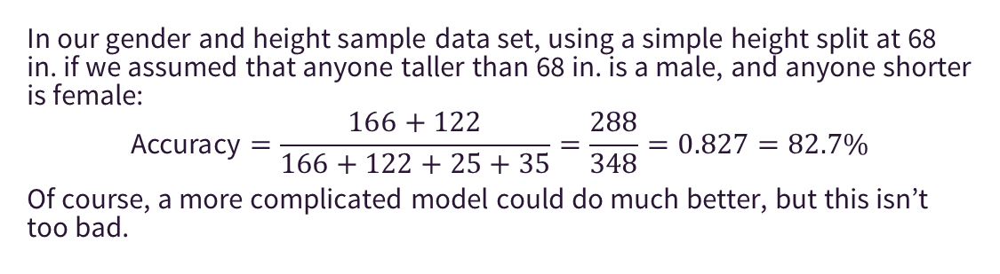 In our gender and height sample data set, using a simple height split at 68
in. if we assumed that anyone taller than 68 in. is a male, and anyone shorter
is female:
Accuracy = (166 + 122)/(166 + 122 + 25 + 35) = 288/348 = 0.827 = 82.7%
Of course, a more complicated model could do much better, but this isn’t
too bad.